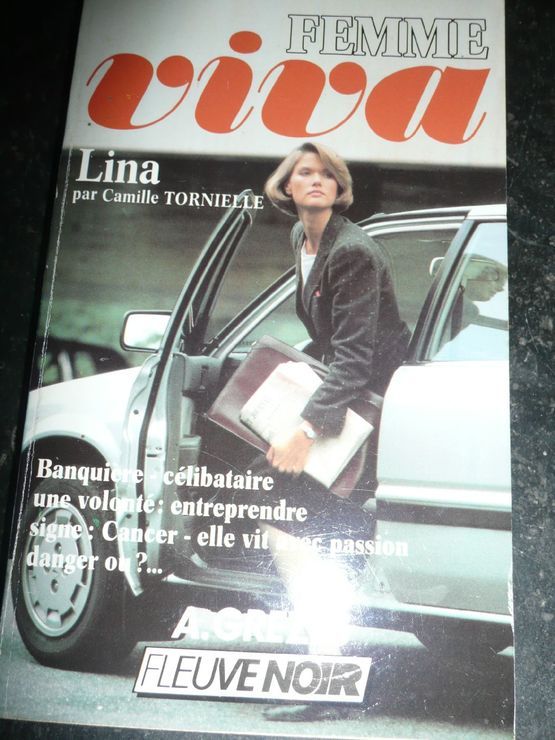 FEMME
viva
Lina
par Camille TORNIELLE
Banquière - célibataire
une volonté: entreprendre
signe: Cancer - elle vit avec passion
danger ou ?...
FLEUVE NOIR